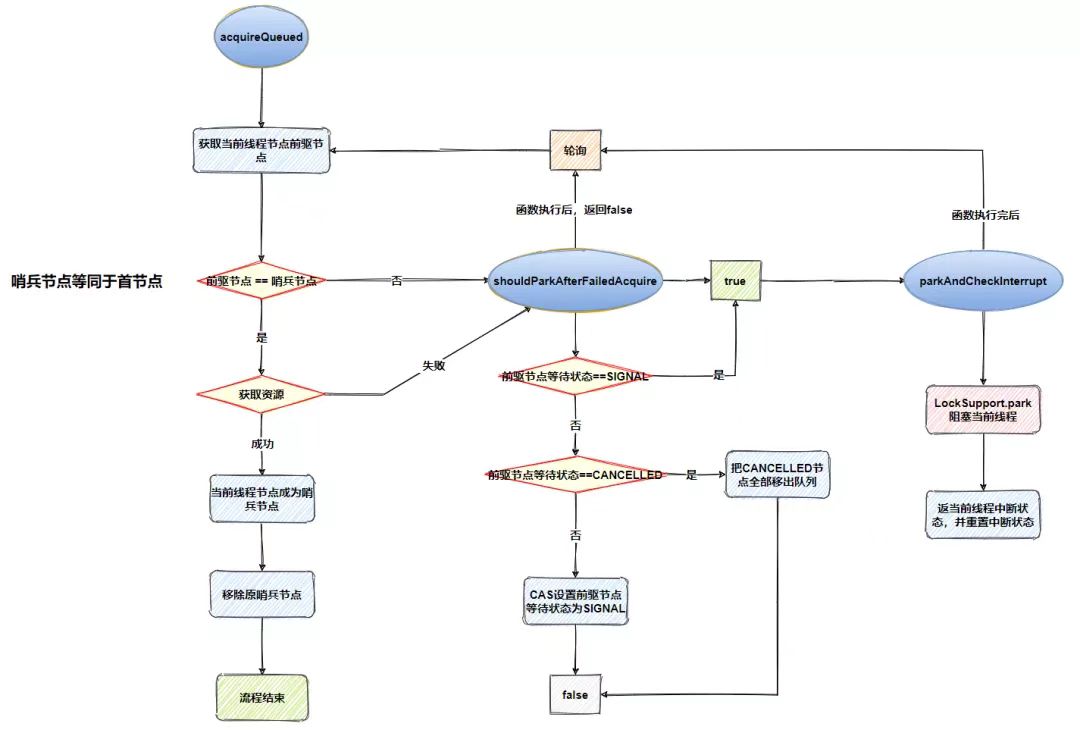 acquireQueued
获取当前线程节点前驱节
点
轮询
函数执行后，返回false
函数执行完后
哨兵节点等同于首节点
前驱节点 == 哨兵节点
否
shouldParkAfterFailedAcquire
true
parkAndCheckInterrupt
是
失败
前驱节点等待状态==SIGNAL
是
获取资源
LockSupport.park
阻塞当前线程
否
成功
前驱节点等待状态==CANCELLED
是
把CANCELLED节
点全部移出队列
当前线程节点成为哨
兵节点
返当前线程中断状
态，并重置中断状态
否
移除原哨兵节点
CAS设置前驱节点
等待状态为SIGNAL
流程结束
false